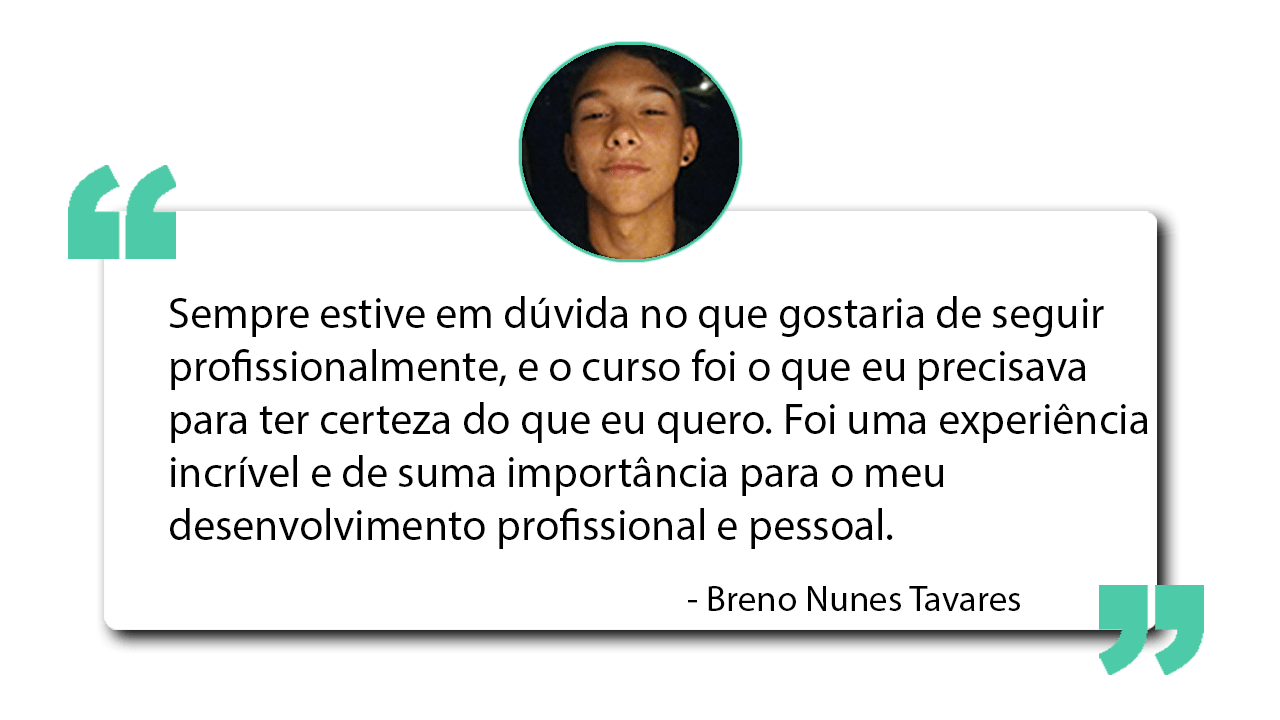 Sempre estive em dúvida no que gostaria de seguir
profissionalmente, e o curso foi o que eu precisava
para ter certeza do que eu quero. Foi uma experiência
incrível e de suma importância para o meu
desenvolvimento profissional e pessoal.
- Breno Nunes Tavares